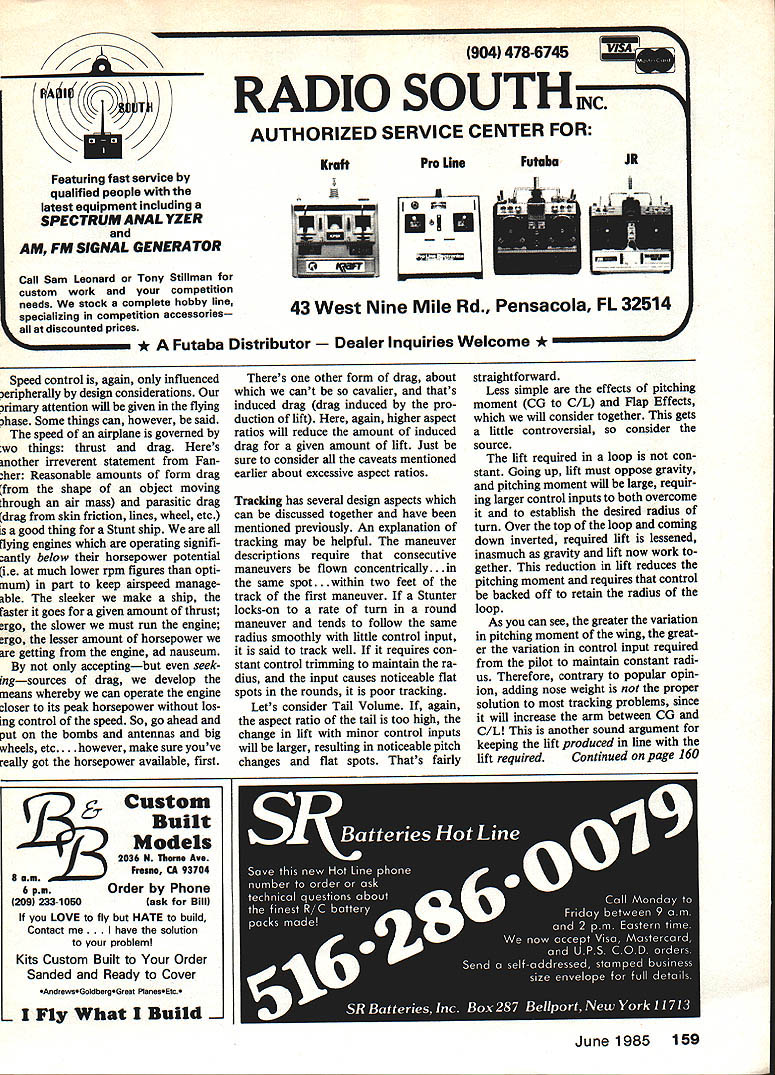 (904) 478-6745
VISA
MasterCard
RADIO SOUTH
RADIO SOUTH INC.
AUTHORIZED SERVICE CENTER FOR:
Kraft
Pro Line
Futaba
JR
KRAFT
Featuring fast service by
qualified people with the
latest equipment including a
SPECTRUM ANALYZER
and
AM, FM SIGNAL GENERATOR
Call Sam Leonard or Tony Stillman for
custom work and your competition
needs. We stock a complete hobby line,
specializing in competition accessories—
all at discounted prices.
43 West Nine Mile Rd., Pensacola, FL 32514
★ A Futaba Distributor — Dealer Inquiries Welcome ★
Speed control is, again, only influenced
peripherally by design considerations. Our
primary attention will be given in the flying
phase. Some things can, however, be said.
The speed of an airplane is governed by
two things: thrust and drag. Here's
another irreverent statement from Fan-
cher: Reasonable amounts of form drag
(from the shape of an object moving
through an air mass) and parasitic drag
(drag from skin friction, lines, wheel, etc.)
is a good thing for a Stunt ship. We are all
flying engines which are operating signifi-
cantly below their horsepower potential
(i.e. at much lower rpm figures than opti-
mum) in part to keep airspeed manage-
able. The sleeker we make a ship, the
faster it goes for a given amount of thrust;
ergo, the slower we must run the engine;
ergo, the lesser amount of horsepower we
are getting from the engine, ad nauseum.
By not only accepting—but even seek-
ing—sources of drag, we develop the
means whereby we can operate the engine
closer to its peak horsepower without los-
ing control of the speed. So, go ahead and
put on the bombs and antennas and big
wheels, etc....however, make sure you've
really got the horsepower available, first.
There's one other form of drag, about
which we can't be so cavalier, and that's
induced drag (drag induced by the pro-
duction of lift). Here, again, higher aspect
ratios will reduce the amount of induced
drag for a given amount of lift. Just be
sure to consider all the caveats mentioned
earlier about excessive aspect ratios.
Tracking has several design aspects which
can be discussed together and have been
mentioned previously. An explanation of
tracking may be helpful. The maneuver
descriptions require that consecutive
maneuvers be flown concentrically...in
the same spot...within two feet of the
track of the first maneuver. If a Stunter
locks-on to a rate of turn in a round
maneuver and tends to follow the same
radius smoothly with little control input,
it is said to track well. If it requires con-
stant control trimming to maintain the ra-
dius, and the input causes noticeable flat
spots in the rounds, it is poor tracking.
Let's consider Tail Volume. If, again,
the aspect ratio of the tail is too high, the
change in lift with minor control inputs
will be larger, resulting in noticeable pitch
changes and flat spots. That's fairly
straightforward.
Less simple are the effects of pitching
moment (CG to C/L) and Flap Effects,
which we will consider together. This gets
a little controversial, so consider the
source.
The lift required in a loop is not con-
stant. Going up, lift must oppose gravity,
and pitching moment will be large, requir-
ing larger control inputs to both overcome
it and to establish the desired radius of
turn. Over the top of the loop and coming
down inverted, required lift is lessened,
inasmuch as gravity and lift now work to-
gether. This reduction in lift reduces the
pitching moment and requires that control
be backed off to retain the radius of the
loop.
As you can see, the greater the variation
in pitching moment of the wing, the great-
er the variation in control input required
from the pilot to maintain constant radi-
us. Therefore, contrary to popular opin-
ion, adding nose weight is not the proper
solution to most tracking problems, since
it will increase the arm between CG and
C/L! This is another sound argument for
keeping the lift produced in line with the
lift required. Continued on page 160
B & B
Custom
Built
Models
2036 N. Thorne Ave.
Fresno, CA 93704
8 a.m.
6 p.m.
(209) 233-1050
Order by Phone
(ask for Bill)
If you LOVE to fly but HATE to build,
Contact me . . . I have the solution
to your problem!
Kits Custom Built to Your Order
Sanded and Ready to Cover
•Andrews•Goldberg•Great Planes•Etc.•
I Fly What I Build
SR Batteries Hot Line
Save this new Hot Line phone
number to order or ask
technical questions about
the finest R/C battery
packs made!
516·286·0079
Call Monday to
Friday between 9 a.m.
and 2 p.m. Eastern time.
We now accept Visa, Mastercard,
and U.P.S. C.O.D. orders.
Send a self-addressed, stamped business
size envelope for full details.
SR Batteries, Inc. Box 287 Bellport, New York 11713
June 1985 159